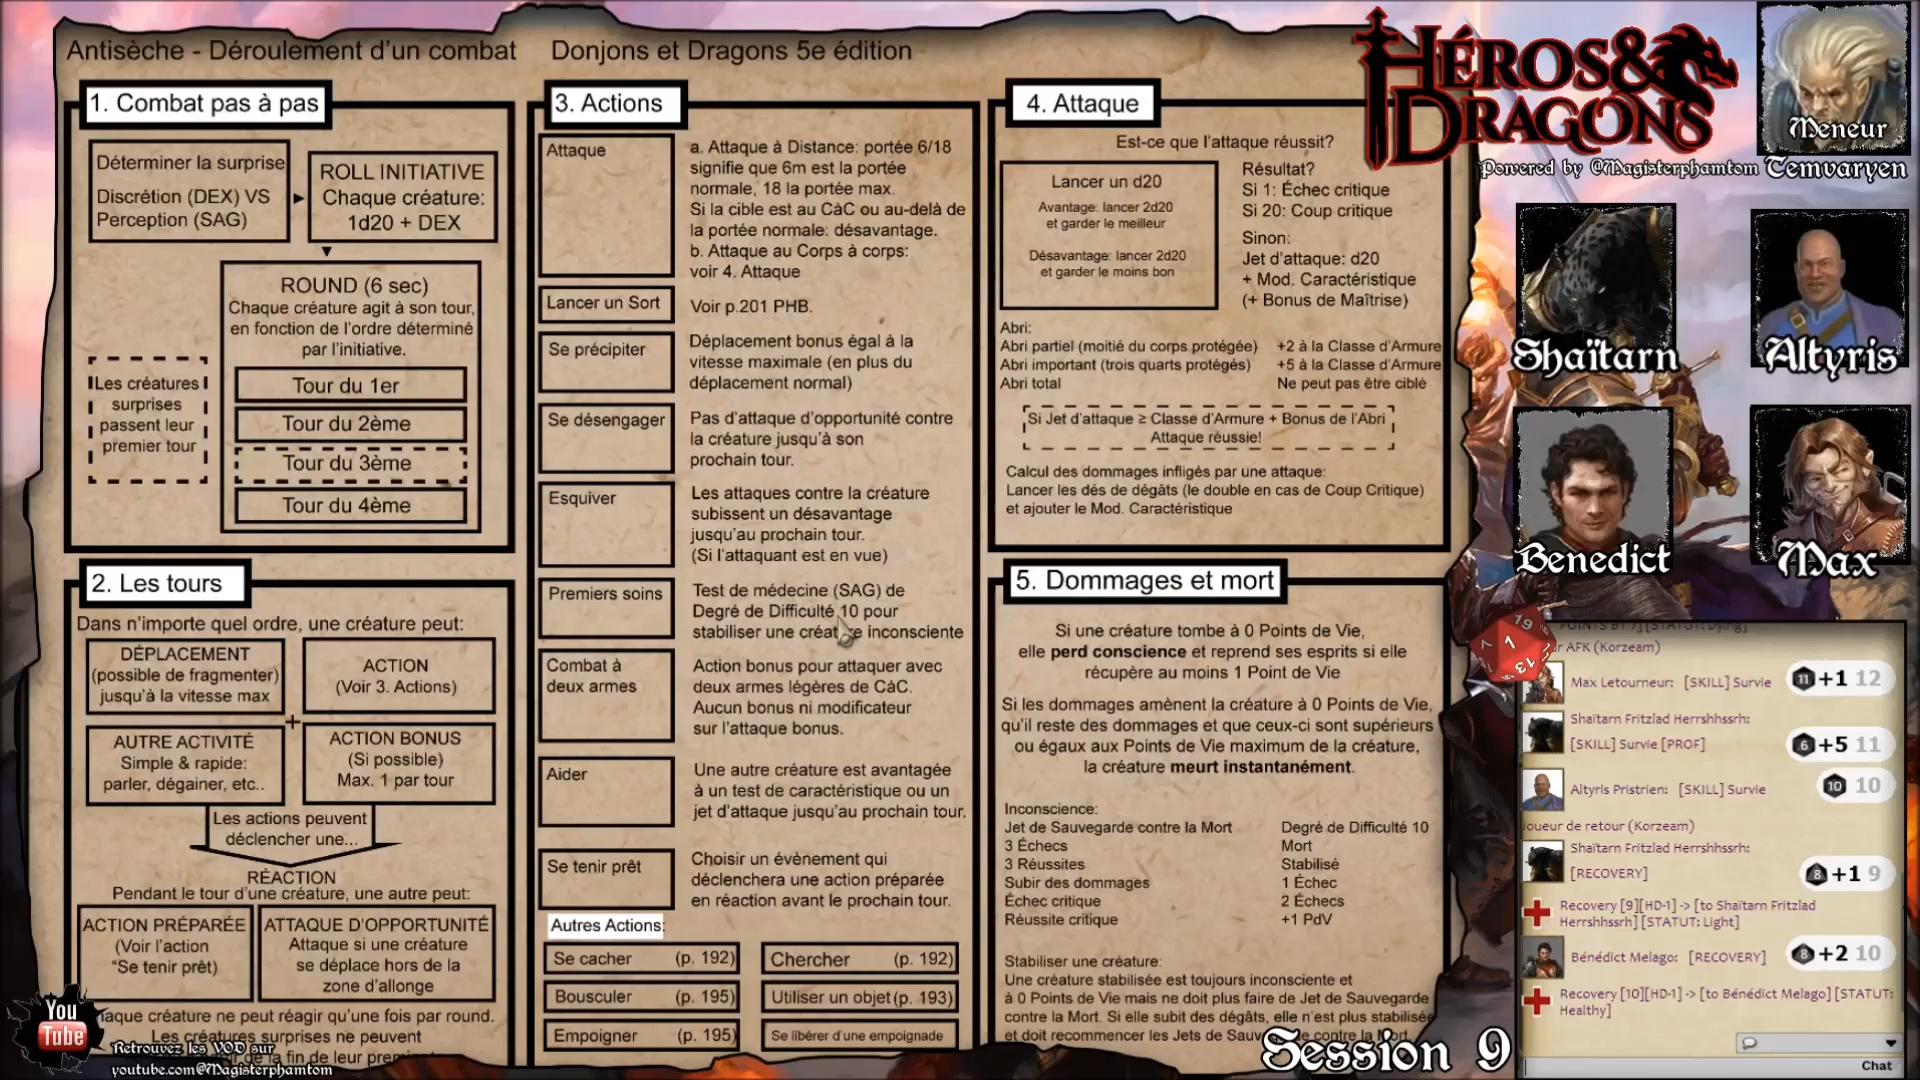 Antisèche - Déroulement d’un combat Donjons et Dragons 5e édition
1. Combat pas à pas
Déterminer la surprise
Discrétion (DEX) VS
Perception (SAG)
ROLL INITIATIVE
Chaque créature:
1d20 + DEX
ROUND (6 sec)
Chaque créature agit à son tour,
en fonction de l’ordre déterminé
par l’initiative.
Les créatures
surprises
passent leur
premier tour
Tour du 1er
Tour du 2ème
Tour du 3ème
Tour du 4ème
2. Les tours
Dans n’importe quel ordre, une créature peut:
DÉPLACEMENT
(possible de fragmenter)
jusqu’à la vitesse max
ACTION
(Voir 3. Actions)
+
AUTRE ACTIVITÉ
Simple & rapide:
parler, dégainer, etc..
ACTION BONUS
(Si possible)
Max. 1 par tour
Les actions peuvent
déclencher une...
RÉACTION
Pendant le tour d’une créature, une autre peut:
ACTION PRÉPARÉE
(Voir l’action
“Se tenir prêt)
ATTAQUE D’OPPORTUNITÉ
Attaque si une créature
se déplace hors de la
zone d’allonge
haque créature ne peut réagir qu’une fois par round.
Les créatures surprises ne peuvent
la fin de leur
3. Actions
Attaque
a. Attaque à Distance: portée 6/18
signifie que 6m est la portée
normale, 18 la portée max.
Si la cible est au CàC ou au-delà de
la portée normale: désavantage.
b. Attaque au Corps à corps:
voir 4. Attaque
Lancer un Sort
Voir p.201 PHB.
Se précipiter
Déplacement bonus égal à la
vitesse maximale (en plus du
déplacement normal)
Se désengager
Pas d’attaque d’opportunité contre
la créature jusqu’à son
prochain tour.
Esquiver
Les attaques contre la créature
subissent un désavantage
jusqu’au prochain tour.
(Si l’attaquant est en vue)
Premiers soins
Test de médecine (SAG) de
Degré de Difficulté 10 pour
stabiliser une créature inconsciente
Combat à
deux armes
Action bonus pour attaquer avec
deux armes légères de CàC.
Aucun bonus ni modificateur
sur l’attaque bonus.
Aider
Une autre créature est avantagée
à un test de caractéristique ou un
jet d’attaque jusqu’au prochain tour.
Se tenir prêt
Choisir un évènement qui
déclenchera une action préparée
en réaction avant le prochain tour.
Autres Actions:
Se cacher (p. 192)
Chercher (p. 192)
Bousculer (p. 195)
Utiliser un objet (p. 193)
Empoigner (p. 195)
Se libérer d’une empoignade
4. Attaque
Est-ce que l’attaque réussit?
Lancer un d20
Avantage: lancer 2d20
et garder le meilleur
Désavantage: lancer 2d20
et garder le moins bon
Résultat?
Si 1: Échec critique
Si 20: Coup critique
Sinon:
Jet d’attaque: d20
+ Mod. Caractéristique
(+ Bonus de Maîtrise)
Abri:
Abri partiel (moitié du corps protégée) +2 à la Classe d’Armure
Abri important (trois quarts protégés) +5 à la Classe d’Armure
Abri total Ne peut pas être ciblé
Si Jet d’attaque ≥ Classe d’Armure + Bonus de l’Abri
Attaque réussie!
Calcul des dommages infligés par une attaque:
Lancer les dés de dégâts (le double en cas de Coup Critique)
et ajouter le Mod. Caractéristique
5. Dommages et mort
Si une créature tombe à 0 Points de Vie,
elle perd conscience et reprend ses esprits si elle
récupère au moins 1 Point de Vie
Si les dommages amènent la créature à 0 Points de Vie,
qu’il reste des dommages et que ceux-ci sont supérieurs
ou égaux aux Points de Vie maximum de la créature,
la créature meurt instantanément.
Inconscience:
Jet de Sauvegarde contre la Mort Degré de Difficulté 10
3 Échecs Mort
3 Réussites Stabilisé
Subir des dommages 1 Échec
Échec critique 2 Échecs
Réussite critique +1 PdV
Stabiliser une créature:
Une créature stabilisée est toujours inconsciente et
à 0 Points de Vie mais ne doit plus faire de Jet de Sauvegarde
contre la Mort. Si elle subit des dégâts, elle n’est plus stabilisée
et doit recommencer les Jets de Sauv contre la Mort.
HÉROS &
DRAGONS
Powered by @Magisterphamtom
Meneur
Temvaryen
Shaïtarn
Altyris
Benedict
Max
19
1
7
13
5
POINTS BY 7] [STATUT: Dying]
r AFK (Korzeam)
Max Letourneur: [SKILL] Survie 11 +1 12
Shaïtarn Fritzlad Herrshhssrh:
[SKILL] Survie [PROF] 6 +5 11
Altyris Pristrien: [SKILL] Survie 10 10
Joueur de retour (Korzeam)
Shaïtarn Fritzlad Herrshhssrh:
[RECOVERY] 8 +1 9
Recovery [9][HD-1] -> [to Shaïtarn Fritzlad
Herrshhssrh] [STATUT: Light]
Bénédict Melago: [RECOVERY] 8 +2 10
Recovery [10][HD-1] -> [to Bénédict Melago] [STATUT:
Healthy]
Chat
Session 9
You
Tube
Retrouvez les VOD sur
youtube.com@Magisterphamtom